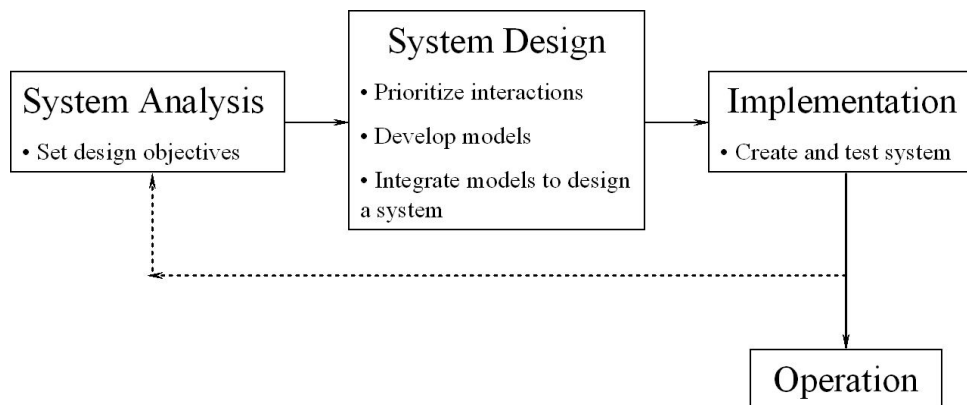 System Analysis
• Set design objectives
System Design
• Prioritize interactions
• Develop models
• Integrate models to design
a system
Implementation
• Create and test system
Operation